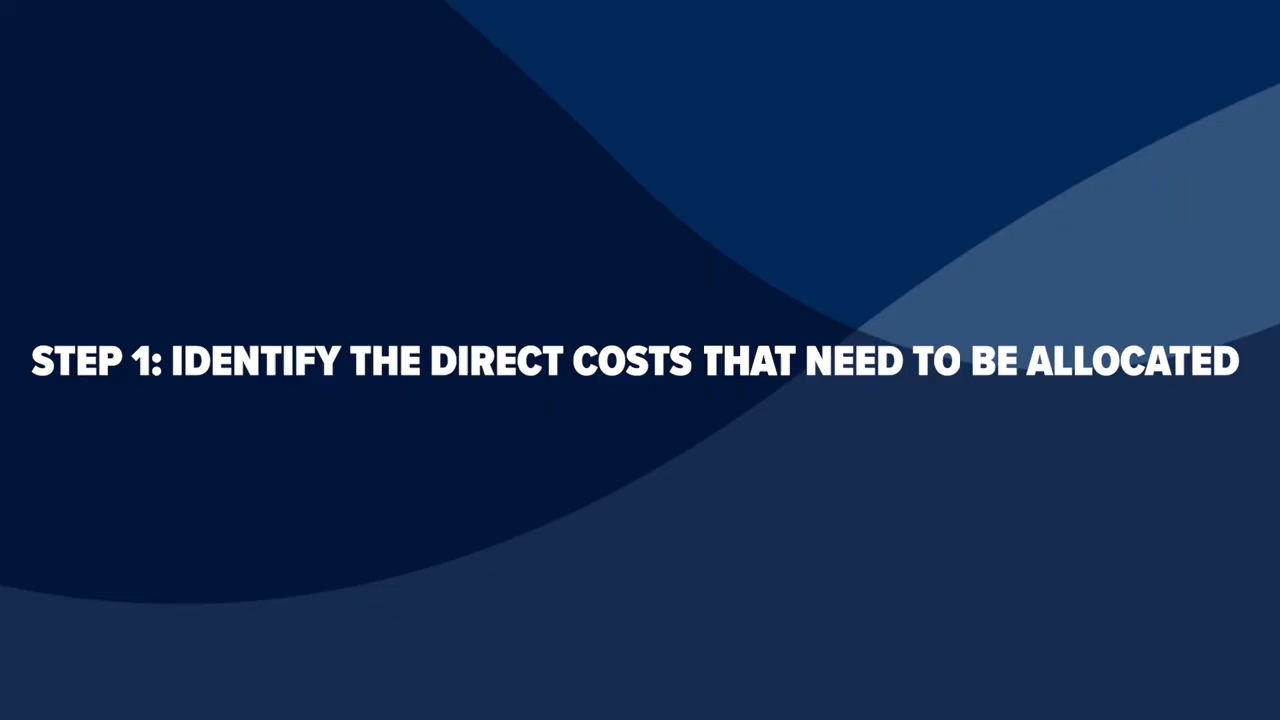 STEP 1: IDENTIFY THE DIRECT COSTS THAT NEED TO BE ALLOCATED